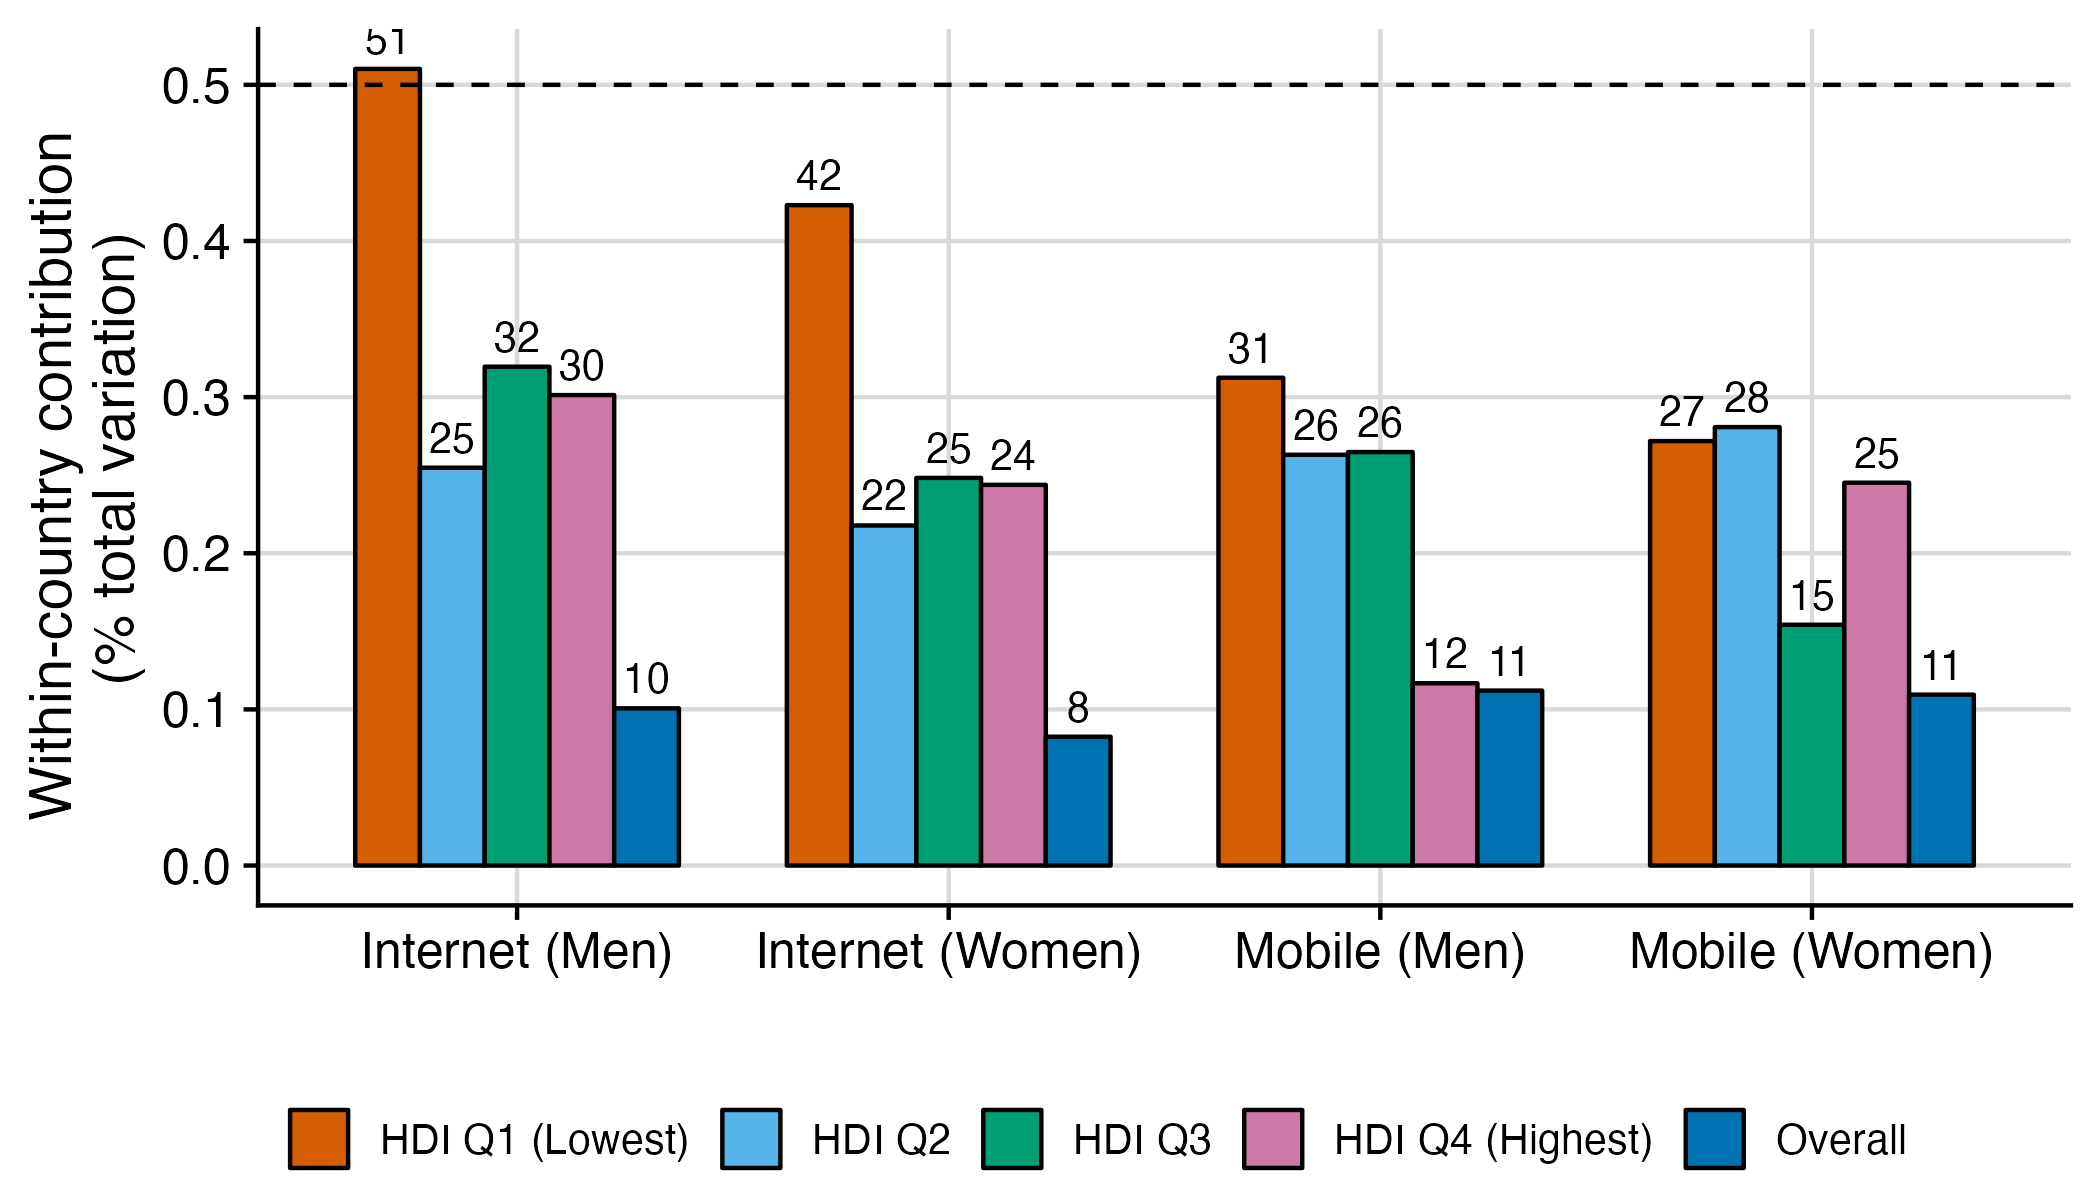 Within-country contribution
(% total variation)
0.5
0.4
0.3
0.2
0.1
0.0
51
25
32
30
10
42
22
25
24
8
31
26
26
12
11
27
28
15
25
11
Internet (Men)
Internet (Women)
Mobile (Men)
Mobile (Women)
HDI Q1 (Lowest)
HDI Q2
HDI Q3
HDI Q4 (Highest)
Overall